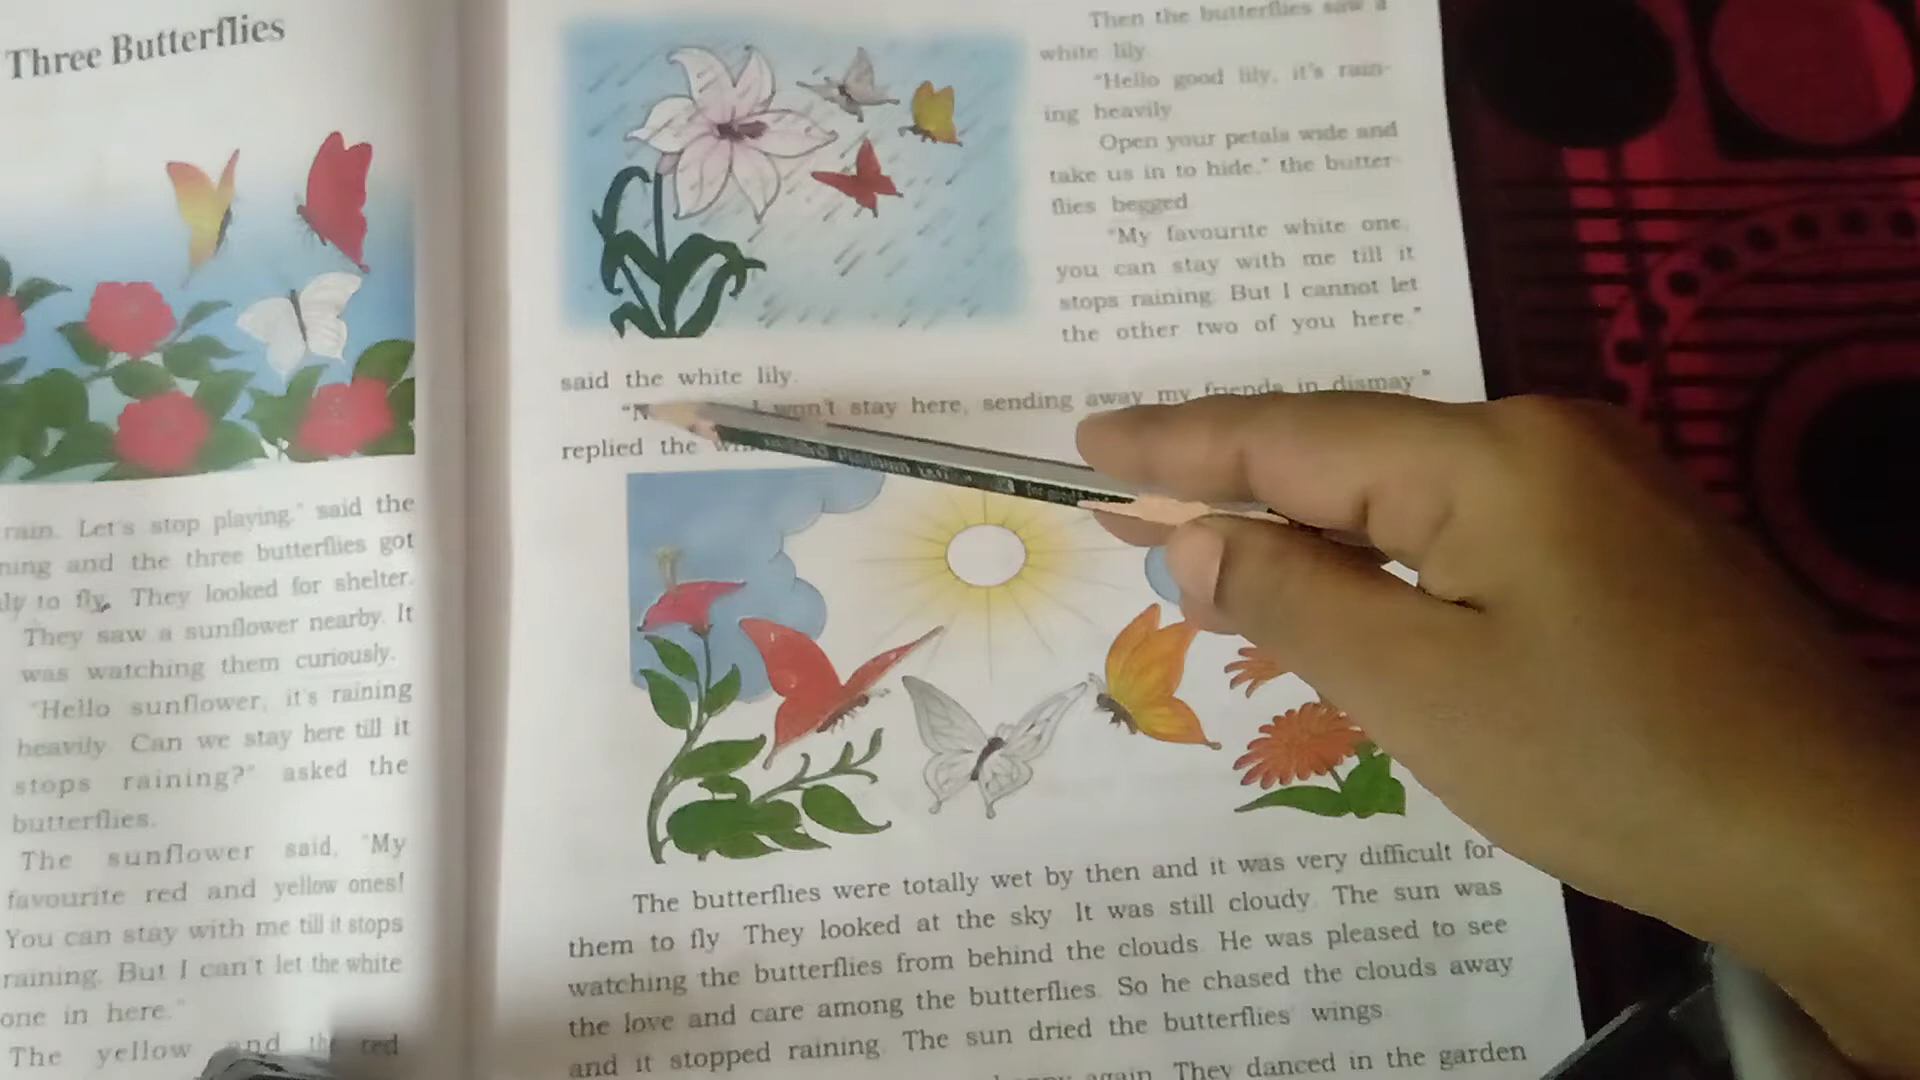 Three Butterflies
rain. Let's stop playing." said the
and the three butterflies got
to fly. They looked for shelter.
They saw a sunflower nearby. It
was watching them curiously.
"Hello sunflower, it's raining
heavily Can we stay here till it
stops raining?" asked the
butterflies.
The sunflower said, "My
favourite red and yellow ones!
You can stay with me till it stops
raining. But I can't let the white
one in here."
The yellow and the red
Then the butterflies saw a
white lily.
"Hello good lily, it's rain-
ing heavily
Open your petals wide and
take us in to hide," the butter-
flies begged
"My favourite white one,
you can stay with me till it
stops raining. But I cannot let
the other two of you here."
said the white lily.
I won't stay here, sending away my friends in dismay"
replied the
The butterflies were totally wet by then and it was very difficult for
them to fly They looked at the sky It was still cloudy. The sun was
watching the butterflies from behind the clouds. He was pleased to see
the love and care among the butterflies. So he chased the clouds away
and it stopped raining. The sun dried the butterflies' wings.
again. They danced in the garden